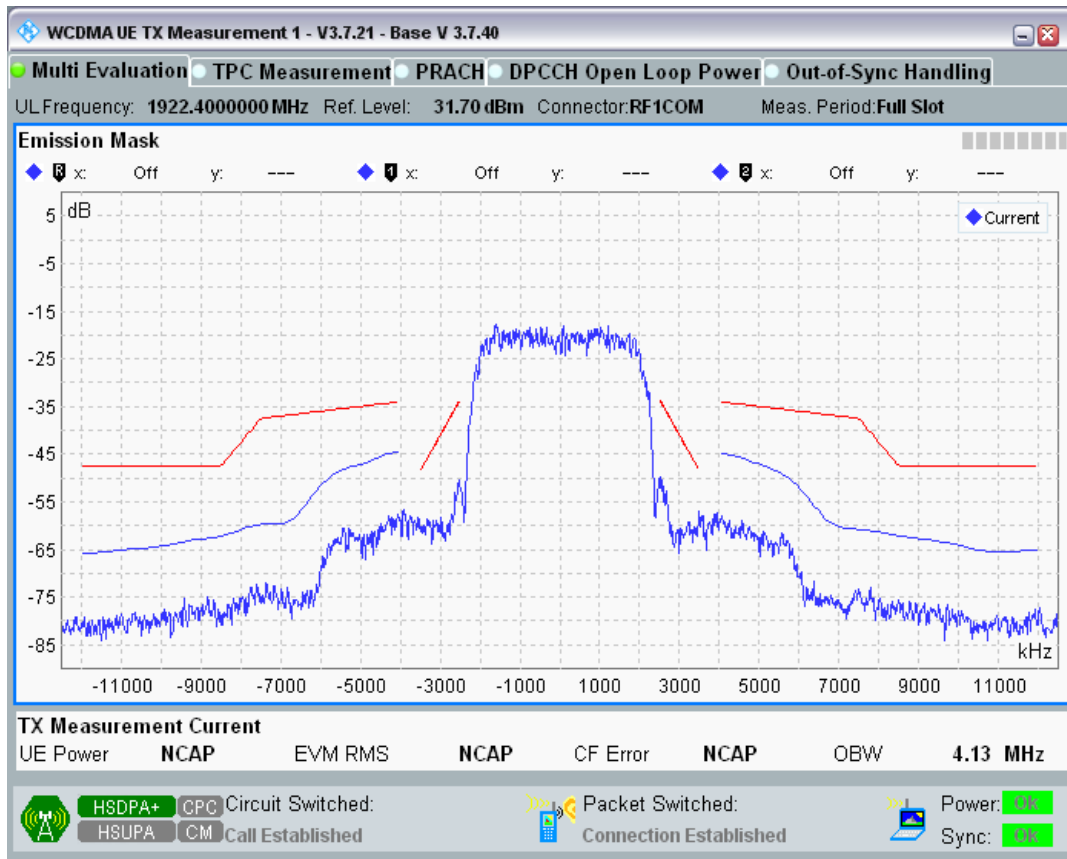 WCDMA UE TX Measurement 1 - V3.7.21 - Base V 3.7.40
Multi Evaluation TPC Measurement PRACH DPCCH Open Loop Power Out-of-Sync Handling
UL Frequency: 1922.4000000 MHz Ref. Level: 31.70 dBm Connector:RF1COM Meas. Period:Full Slot
Emission Mask
R x: Off y: --- 1 x: Off y: --- 2 x: Off y: ---
dB
Current
5
-5
-15
-25
-35
-45
-55
-65
-75
-85
kHz
-11000 -9000 -7000 -5000 -3000 -1000 1000 3000 5000 7000 9000 11000
TX Measurement Current
UE Power NCAP EVM RMS NCAP CF Error NCAP OBW 4.13 MHz
HSDPA+ CPC Circuit Switched: Packet Switched: Power: Ok
HSUPA CM Call Established Connection Established Sync: Ok